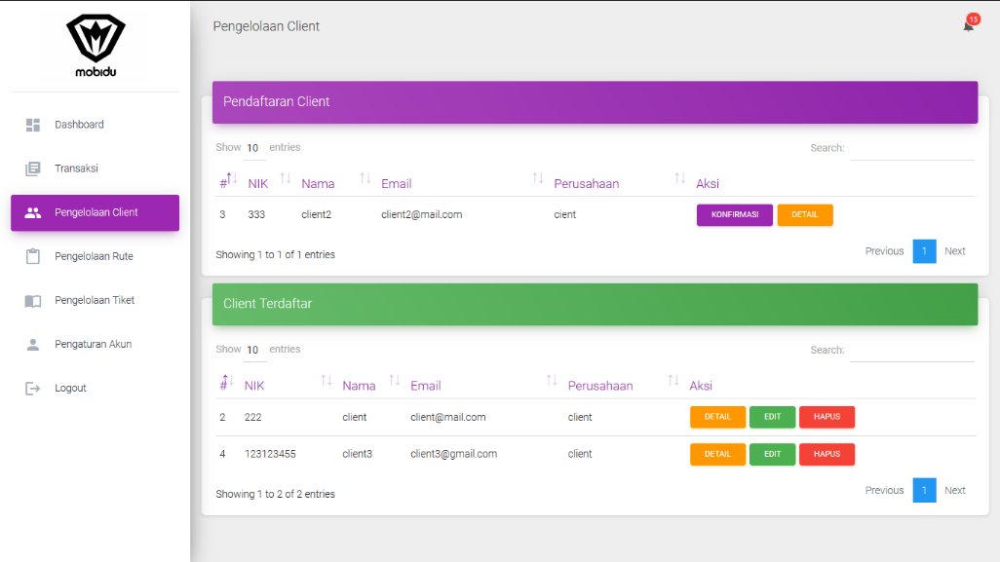 mobidu
Pengelolaan Client
15
Dashboard
Transaksi
Pengelolaan Client
Pengelolaan Rute
Pengelolaan Tiket
Pengaturan Akun
Logout
Pendaftaran Client
Show 10 entries Search:
# NIK Nama Email Perusahaan Aksi
3 333 client2 client2@mail.com cient KONFIRMASI DETAIL
Showing 1 to 1 of 1 entries Previous 1 Next
Client Terdaftar
Show 10 entries Search:
# NIK Nama Email Perusahaan Aksi
2 222 client client@mail.com client DETAIL EDIT HAPUS
4 123123455 client3 client3@gmail.com client DETAIL EDIT HAPUS
Showing 1 to 2 of 2 entries Previous 1 Next